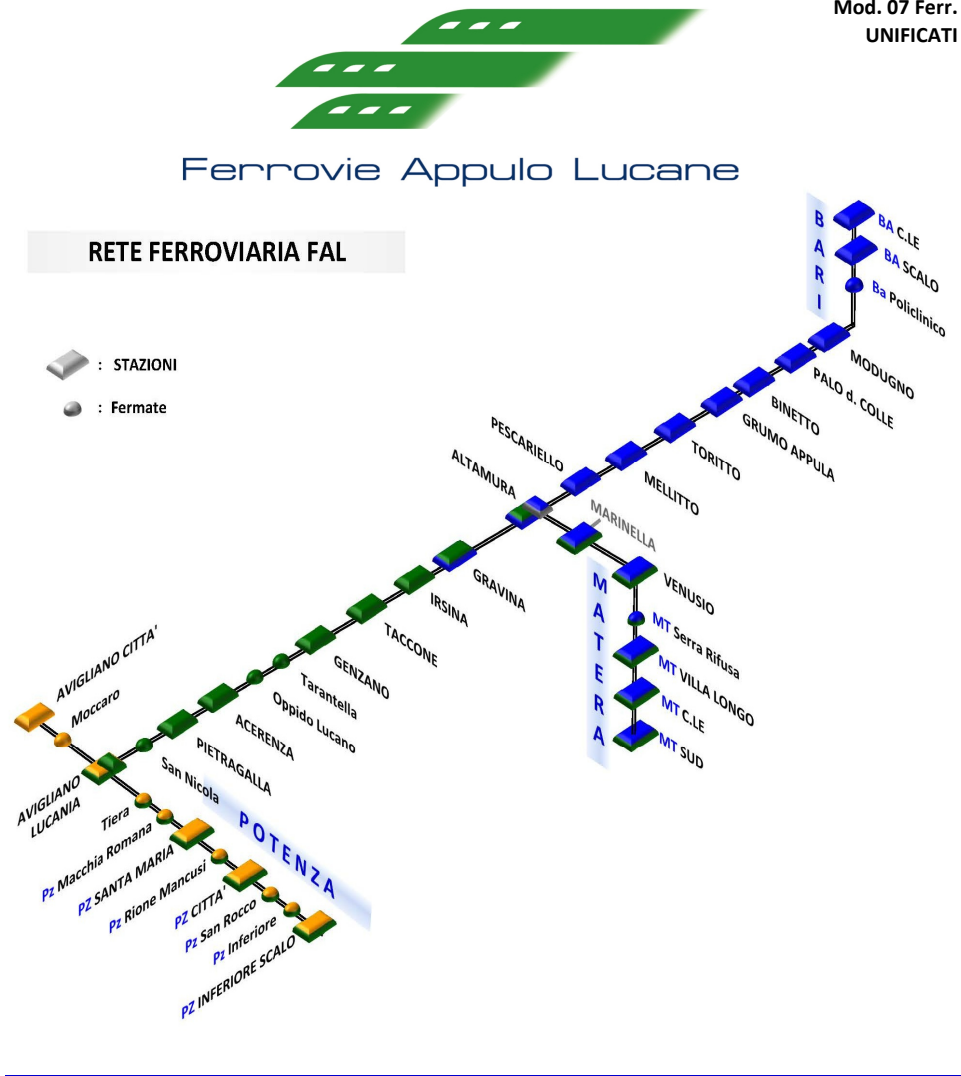 Mod. 07 Ferr.
UNIFICATI
Ferrovie Appulo Lucane
RETE FERROVIARIA FAL
: STAZIONI
: Fermate
BARI
BA C.LE
BA SCALO
Ba Policlinico
MODUGNO
PALO d. COLLE
BINETTO
GRUMO APPULA
TORITTO
MELLITTO
PESCARIELLO
ALTAMURA
MARINELLA
MATERA
VENUSIO
MT Serra Rifusa
MT VILLA LONGO
MT C.LE
MT SUD
GRAVINA
IRSINA
TACCONE
GENZANO
Tarantella
Oppido Lucano
ACERENZA
PIETRAGALLA
San Nicola
AVIGLIANO CITTA'
Moccaro
AVIGLIANO
LUCANIA
POTENZA
Tiera
Pz Macchia Romana
PZ SANTA MARIA
Pz Rione Mancusi
PZ CITTA'
Pz San Rocco
Pz Inferiore
PZ INFERIORE SCALO